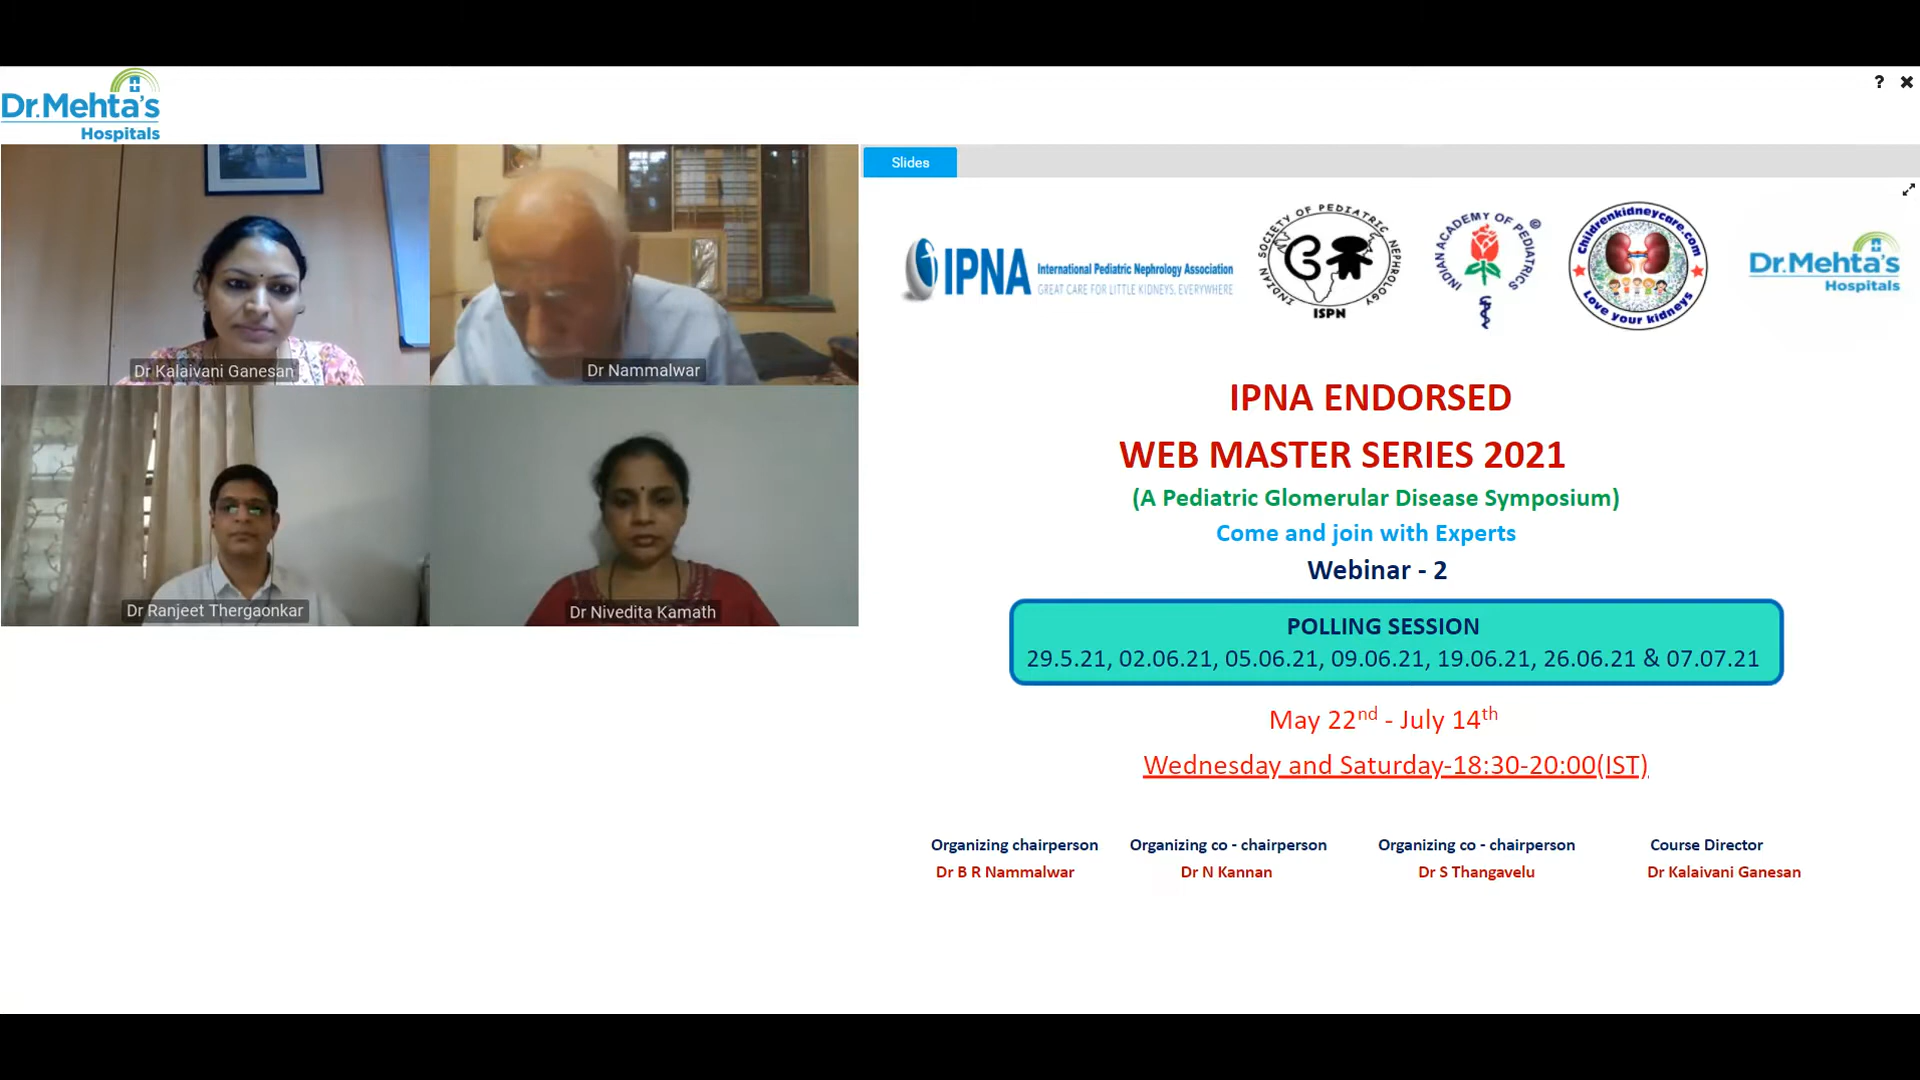 Dr.Mehta's
Hospitals
? ✖
Dr Kalaivani Ganesan
Dr Nammalwar
Dr Ranjeet Thergaonkar
Dr Nivedita Kamath
Slides
IPNA International Pediatric Nephrology Association
GREAT CARE FOR LITTLE KIDNEYS, EVERYWHERE
INDIAN SOCIETY OF PEDIATRIC NEPHROLOGY
ISPN
INDIAN ACADEMY OF PEDIATRICS ©
Childrenkidneycare.com
Love your kidneys
Dr.Mehta's
Hospitals
IPNA ENDORSED
WEB MASTER SERIES 2021
(A Pediatric Glomerular Disease Symposium)
Come and join with Experts
Webinar - 2
POLLING SESSION
29.5.21, 02.06.21, 05.06.21, 09.06.21, 19.06.21, 26.06.21 & 07.07.21
May 22nd - July 14th
Wednesday and Saturday-18:30-20:00(IST)
Organizing chairperson Organizing co - chairperson Organizing co - chairperson Course Director
Dr B R Nammalwar Dr N Kannan Dr S Thangavelu Dr Kalaivani Ganesan